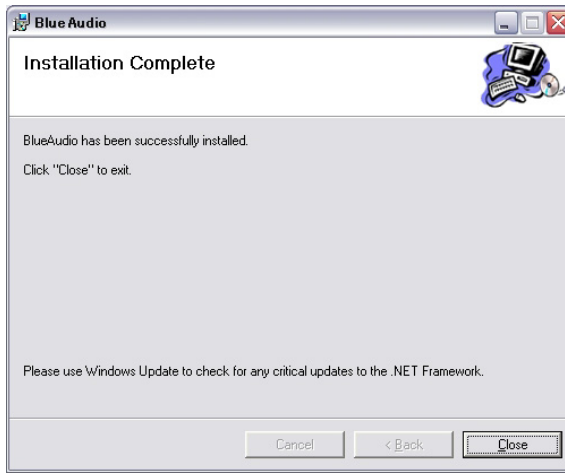 Blue Audio
Installation Complete
BlueAudio has been successfully installed.
Click "Close" to exit.
Please use Windows Update to check for any critical updates to the .NET Framework.
Cancel
< Back
Close